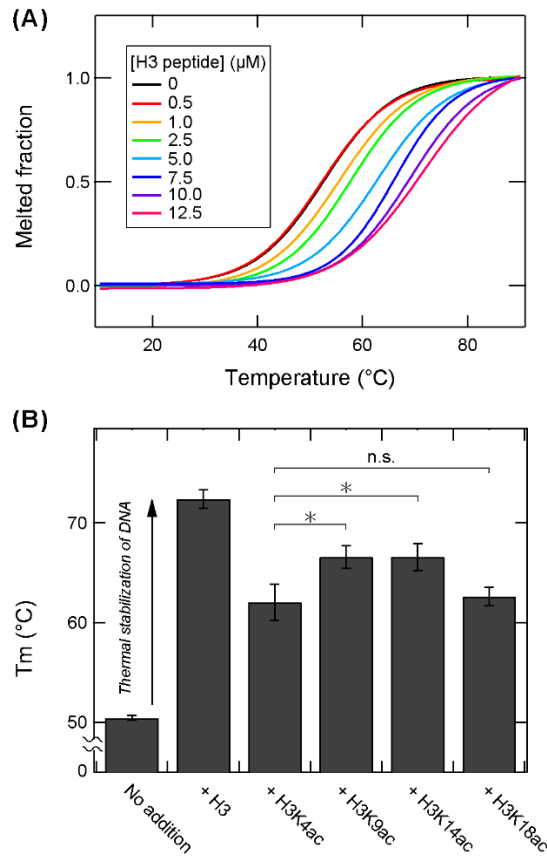 (A)
[H3 peptide] (µM)
0
0.5
1.0
2.5
5.0
7.5
10.0
12.5
1.0
0.5
0.0
Melted fraction
20
40
60
80
Temperature (°C)
(B)
n.s.
*
*
Thermal stabilization of DNA
70
60
50
0
Tm (°C)
No addition
+ H3
+ H3K4ac
+ H3K9ac
+ H3K14ac
+ H3K18ac